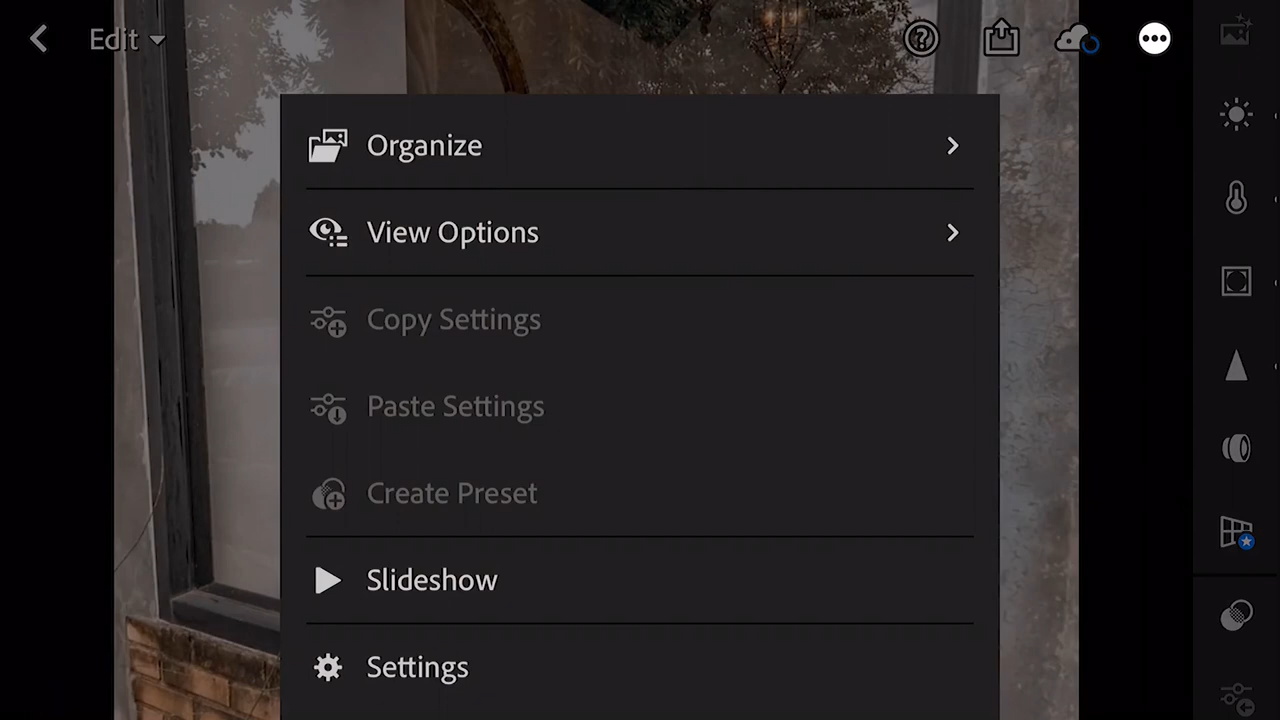 Edit
Organize
View Options
Copy Settings
Paste Settings
Create Preset
Slideshow
Settings